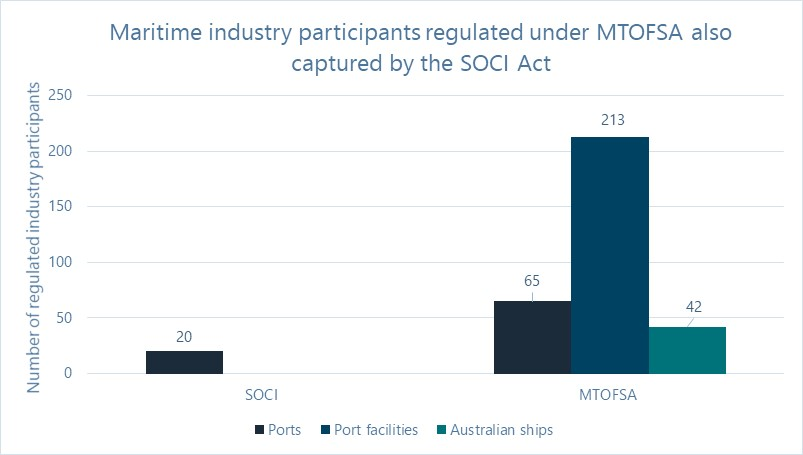 Maritime industry participants regulated under MTOFSA also
captured by the SOCI Act
Number of regulated industry participants
250
200
150
100
50
0
20
65
213
42
SOCI
MTOFSA
Ports
Port facilities
Australian ships